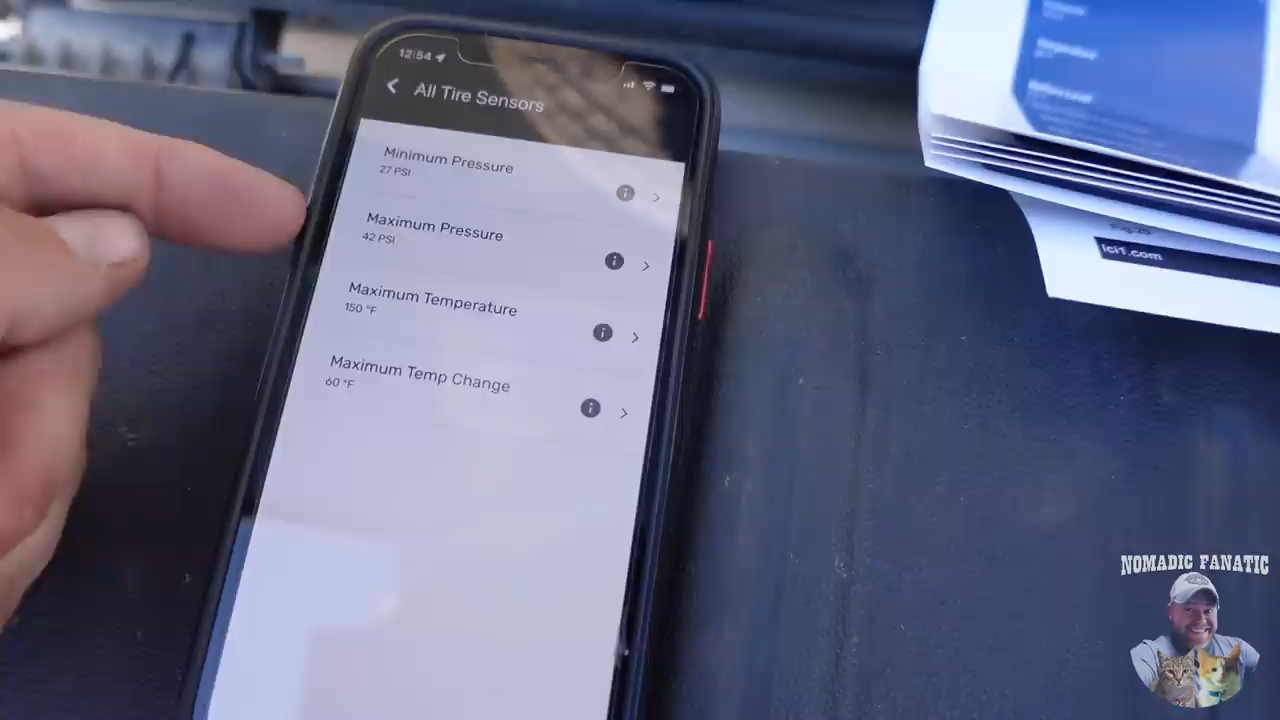 12:54
All Tire Sensors
Minimum Pressure
27 PSI
Maximum Pressure
42 PSI
Maximum Temperature
150 °F
Maximum Temp Change
60 °F
lci1.com
NOMADIC FANATIC